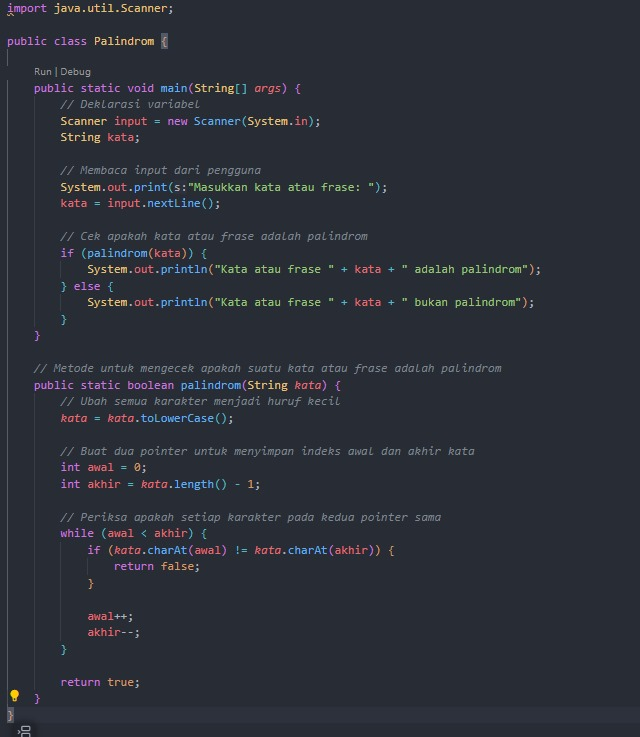 import java.util.Scanner;
public class Palindrom {
Run | Debug
public static void main(String[] args) {
// Deklarasi variabel
Scanner input = new Scanner(System.in);
String kata;
// Membaca input dari pengguna
System.out.print(s:"Masukkan kata atau frase: ");
kata = input.nextLine();
// Cek apakah kata atau frase adalah palindrom
if (palindrom(kata)) {
System.out.println("Kata atau frase " + kata + " adalah palindrom");
} else {
System.out.println("Kata atau frase " + kata + " bukan palindrom");
}
}
// Metode untuk mengecek apakah suatu kata atau frase adalah palindrom
public static boolean palindrom(String kata) {
// Ubah semua karakter menjadi huruf kecil
kata = kata.toLowerCase();
// Buat dua pointer untuk menyimpan indeks awal dan akhir kata
int awal = 0;
int akhir = kata.length() - 1;
// Periksa apakah setiap karakter pada kedua pointer sama
while (awal < akhir) {
if (kata.charAt(awal) != kata.charAt(akhir)) {
return false;
}
awal++;
akhir--;
}
return true;
}
}